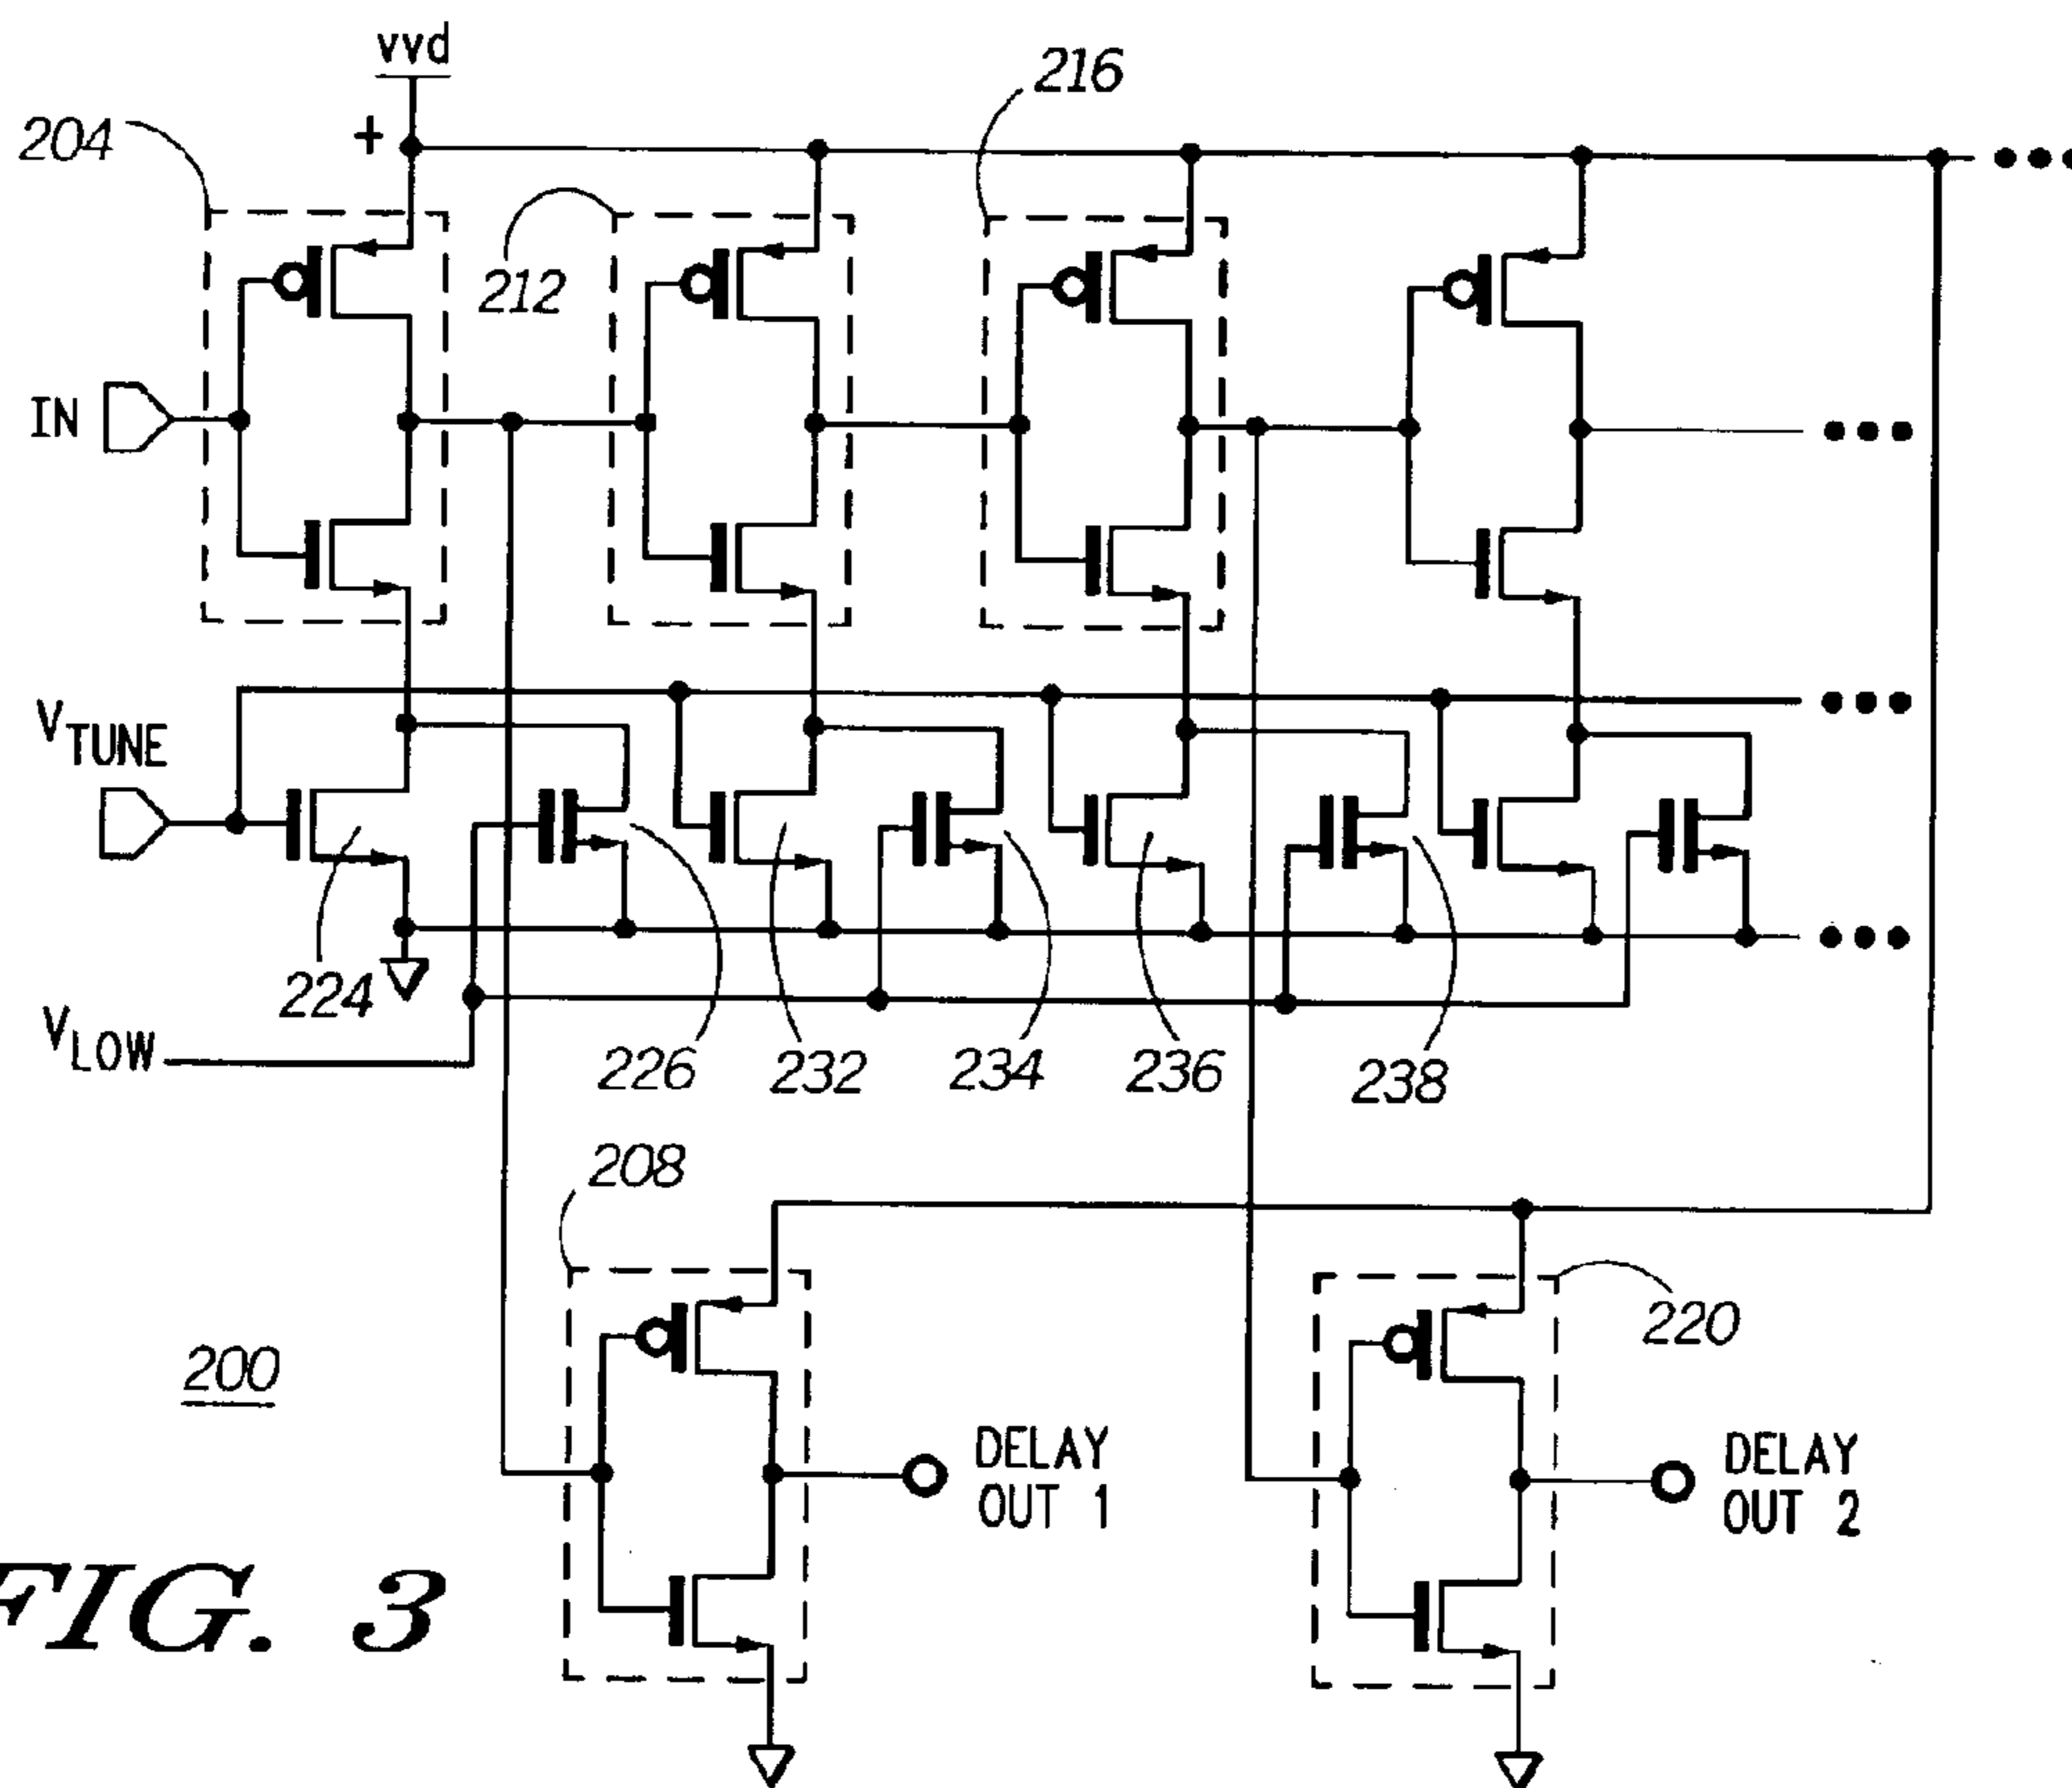 vvd
216
204
+
212
IN
VTUNE
224
VLOW
226
232
234
236
238
208
220
200
DELAY
OUT 1
DELAY
OUT 2
FIG. 3